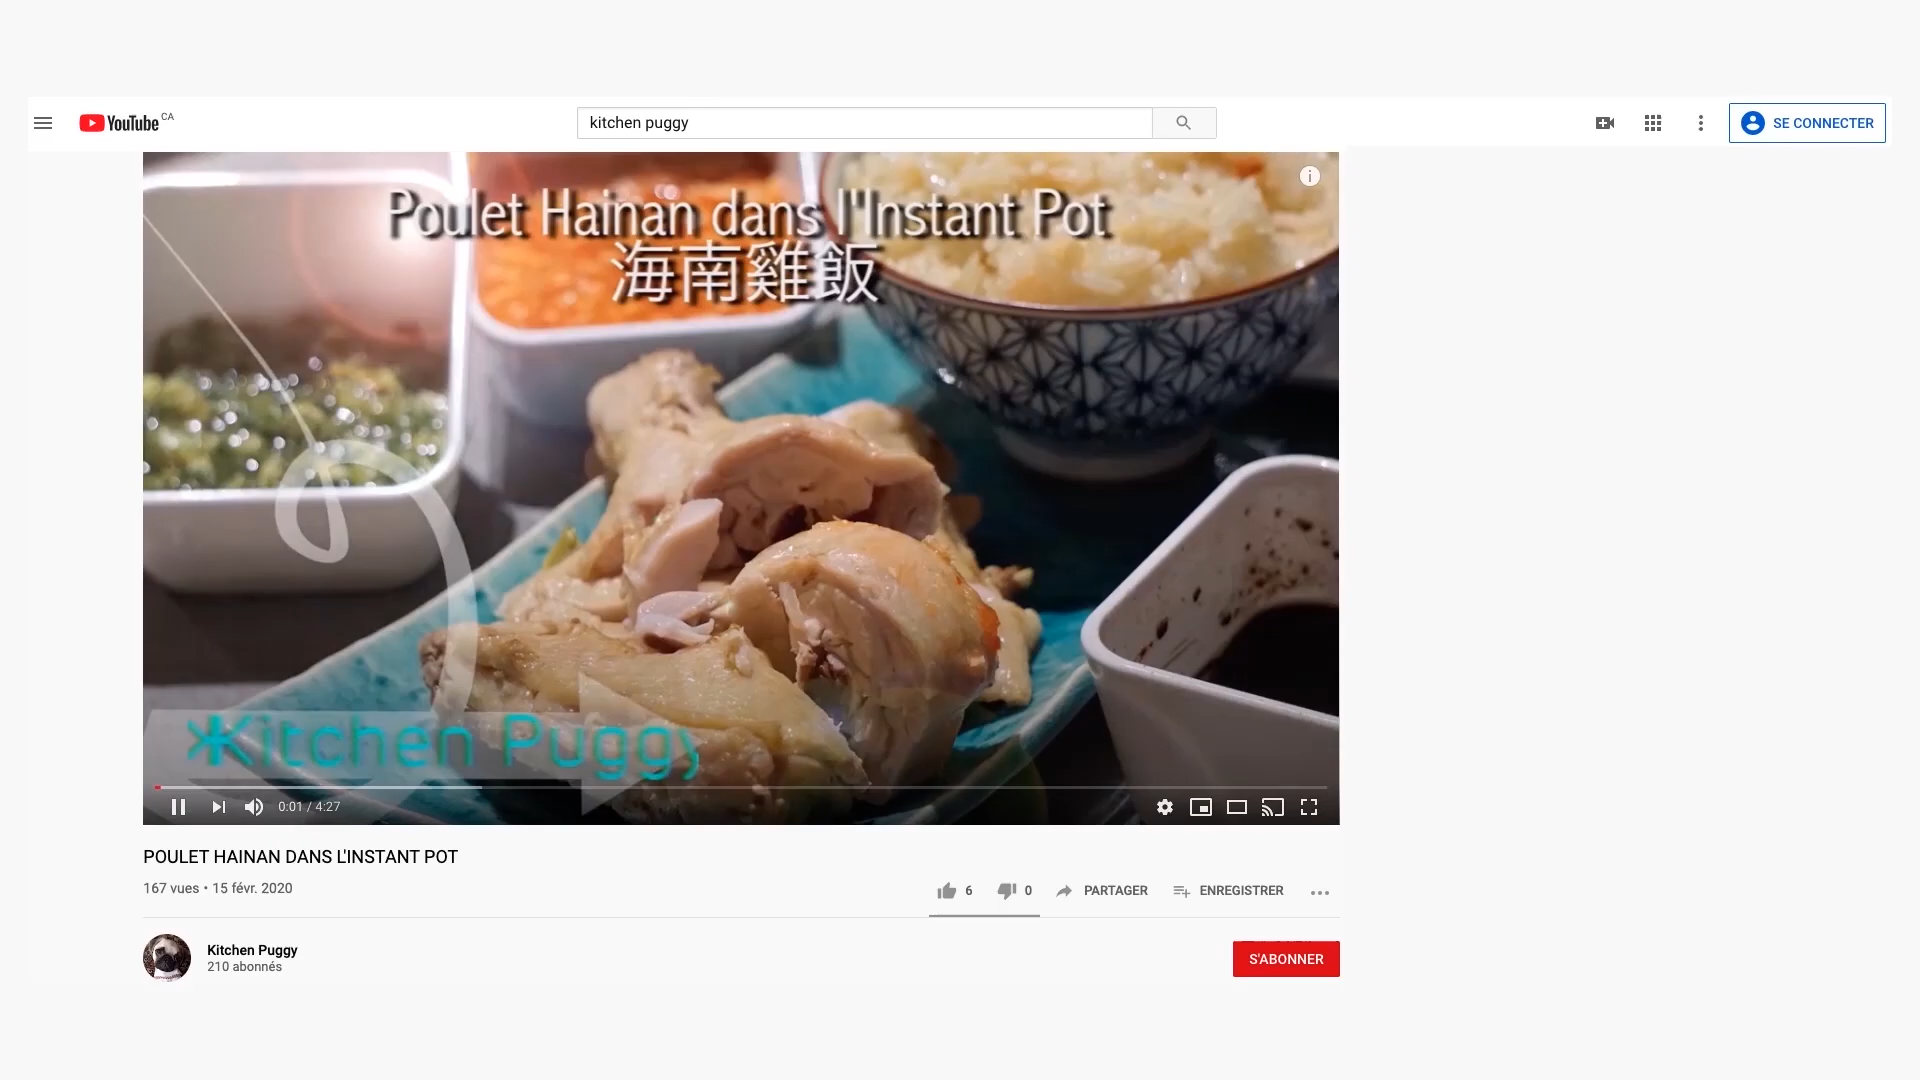 YouTube CA
kitchen puggy
SE CONNECTER
Poulet Hainan dans l"Instant Pot
海南雞飯
Kitchen Puggy
0:01 / 4:27
POULET HAINAN DANS L'INSTANT POT
167 vues • 15 févr. 2020
6
0
PARTAGER
ENREGISTRER
Kitchen Puggy
210 abonnés
S'ABONNER